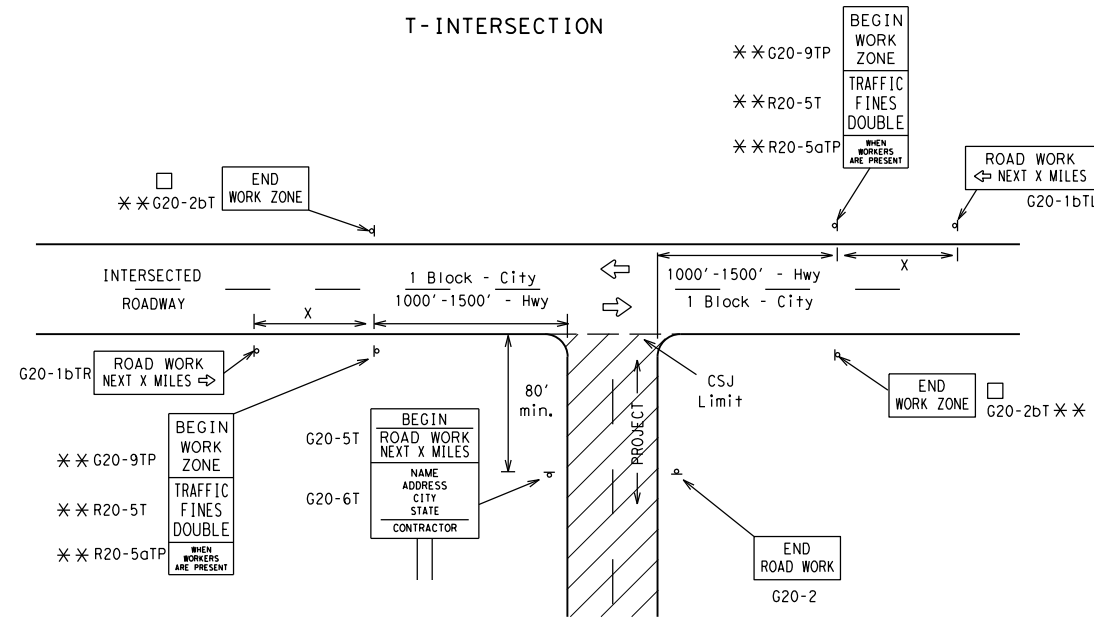 T-INTERSECTION
BEGIN
WORK
ZONE
TRAFFIC
FINES
DOUBLE
WHEN
WORKERS
ARE PRESENT
**G20-9TP
**R20-5T
**R20-5aTP
ROAD WORK
⇦ NEXT X MILES
G20-1bTL
END
WORK ZONE
□
**G20-2bT
INTERSECTED
ROADWAY
1 Block - City
1000'-1500' - Hwy
X
1000'-1500' - Hwy
1 Block - City
X
G20-1bTR
ROAD WORK
NEXT X MILES ⇨
80'
min.
PROJECT
CSJ
Limit
END
WORK ZONE
□
G20-2bT **
BEGIN
WORK
ZONE
TRAFFIC
FINES
DOUBLE
WHEN
WORKERS
ARE PRESENT
** G20-9TP
** R20-5T
** R20-5aTP
G20-5T
BEGIN
ROAD WORK
NEXT X MILES
G20-6T
NAME
ADDRESS
CITY
STATE
CONTRACTOR
END
ROAD WORK
G20-2